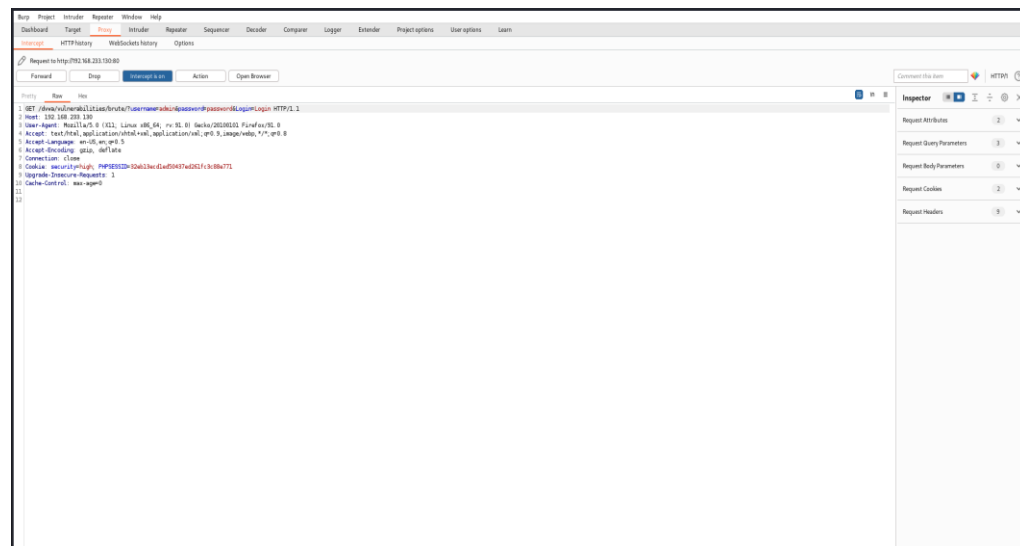 Burp Project Intruder Repeater Window Help
Dashboard Target Proxy Intruder Repeater Sequencer Decoder Comparer Logger Extender Project options User options Learn
Intercept HTTP history WebSockets history Options
Request to http://192.168.233.130:80
Forward Drop Intercept is on Action Open Browser Comment this item HTTP/1
Pretty Raw Hex
Inspector
1 GET /dvwa/vulnerabilities/brute/?username=admin&password=password&Login=Login HTTP/1.1
2 Host: 192.168.233.130
3 User-Agent: Mozilla/5.0 (X11; Linux x86_64; rv:91.0) Gecko/20100101 Firefox/91.0
4 Accept: text/html,application/xhtml+xml,application/xml;q=0.9,image/webp,*/*;q=0.8
5 Accept-Language: en-US,en;q=0.5
6 Accept-Encoding: gzip, deflate
7 Connection: close
8 Cookie: security=high; PHPSESSID=
9 Upgrade-Insecure-Requests: 1
10 Cache-Control: max-age=0
11
12
Request Attributes 2
Request Query Parameters 3
Request Body Parameters 0
Request Cookies 2
Request Headers 9